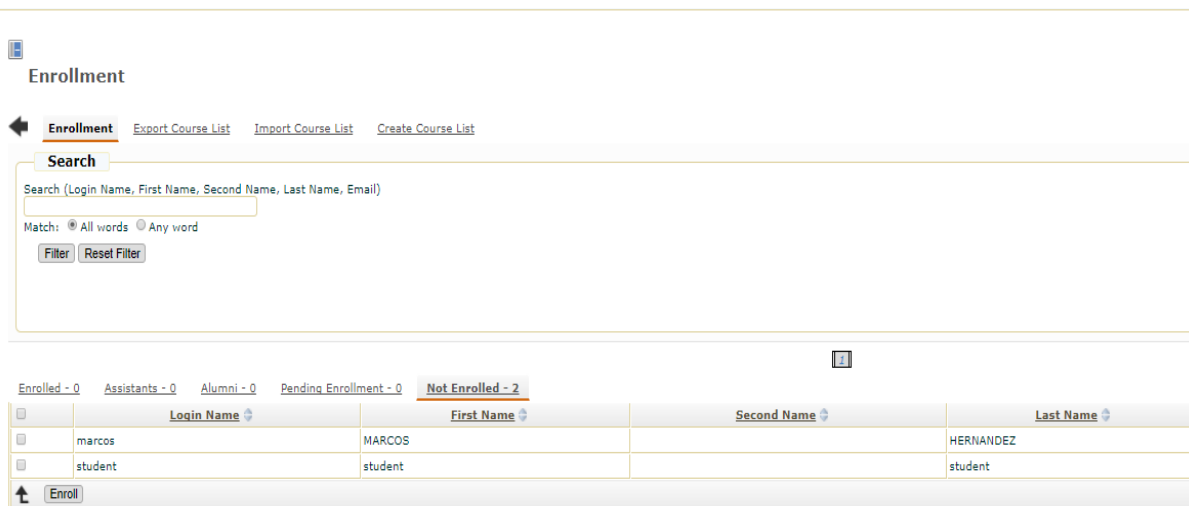 Enrollment
Enrollment Export Course List Import Course List Create Course List
Search
Search (Login Name, First Name, Second Name, Last Name, Email)
Match: All words Any word
Filter Reset Filter
1
Enrolled - 0 Assistants - 0 Alumni - 0 Pending Enrollment - 0 Not Enrolled - 2
Login Name First Name Second Name Last Name
marcos MARCOS HERNANDEZ
student student student
Enroll